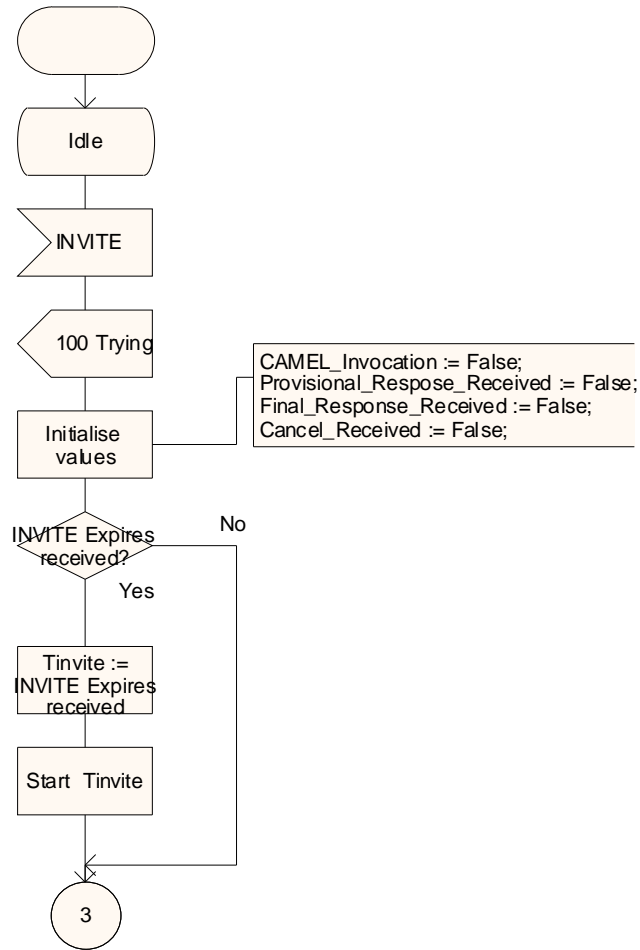 Idle
INVITE
100 Trying
CAMEL_Invocation := False;
Provisional_Respose_Received := False;
Final_Response_Received := False;
Cancel_Received := False;
Initialise
values
INVITE Expires
received?
No
Yes
Tinvite :=
INVITE Expires
received
Start Tinvite
3